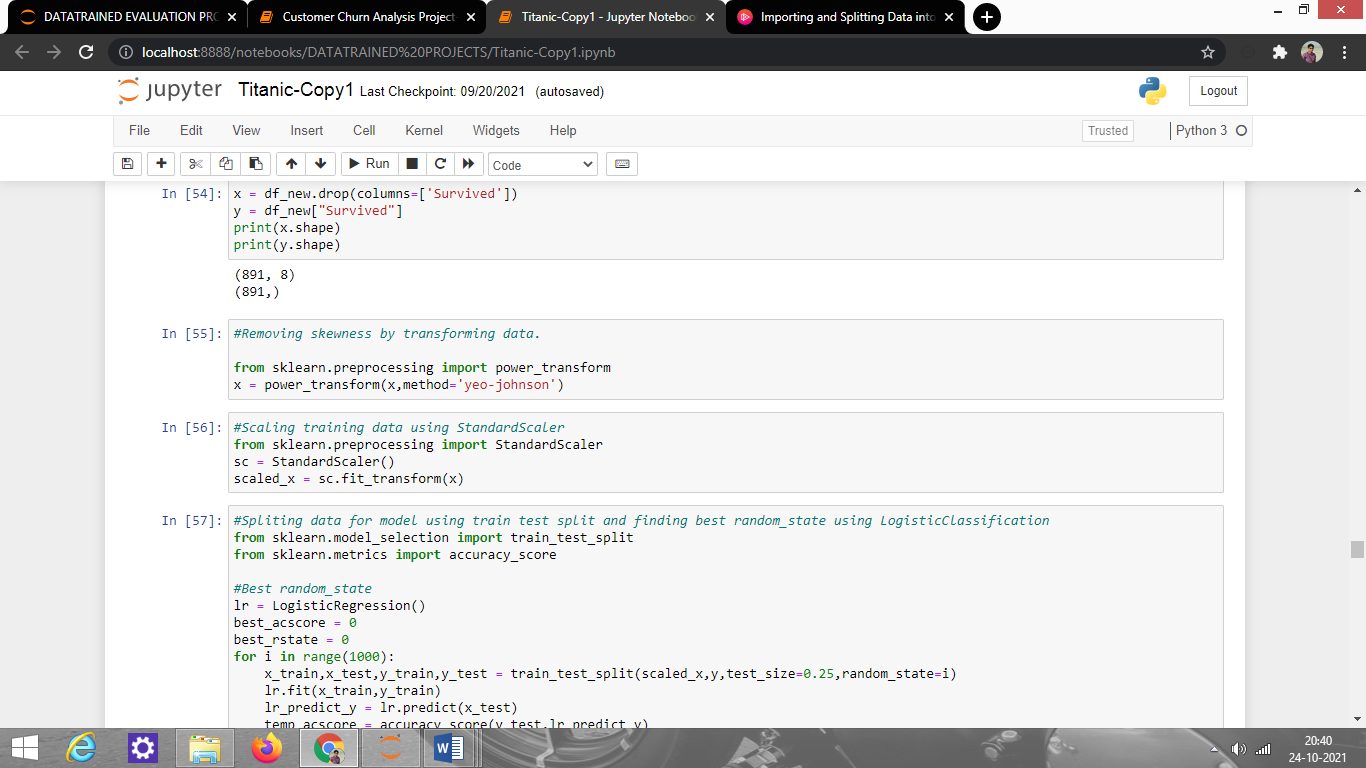 DATATRAINED EVALUATION PRO
Customer Churn Analysis Project-
Titanic-Copy1 - Jupyter Noteboo
Importing and Splitting Data into
localhost:8888/notebooks/DATATRAINED%20PROJECTS/Titanic-Copy1.ipynb
jupyter Titanic-Copy1 Last Checkpoint: 09/20/2021 (autosaved)
Logout
File Edit View Insert Cell Kernel Widgets Help
Trusted Python 3
Run Code
In [54]: x = df_new.drop(columns=['Survived'])
y = df_new["Survived"]
print(x.shape)
print(y.shape)
(891, 8)
(891,)
In [55]: #Removing skewness by transforming data.
from sklearn.preprocessing import power_transform
x = power_transform(x,method='yeo-johnson')
In [56]: #Scaling training data using StandardScaler
from sklearn.preprocessing import StandardScaler
sc = StandardScaler()
scaled_x = sc.fit_transform(x)
In [57]: #Spliting data for model using train test split and finding best random_state using LogisticClassification
from sklearn.model_selection import train_test_split
from sklearn.metrics import accuracy_score
#Best random_state
lr = LogisticRegression()
best_acscore = 0
best_rstate = 0
for i in range(1000):
x_train,x_test,y_train,y_test = train_test_split(scaled_x,y,test_size=0.25,random_state=i)
lr.fit(x_train,y_train)
lr_predict_y = lr.predict(x_test)
temp_acscore = accuracy_score(y_test,lr_predict_y)
20:40
24-10-2021